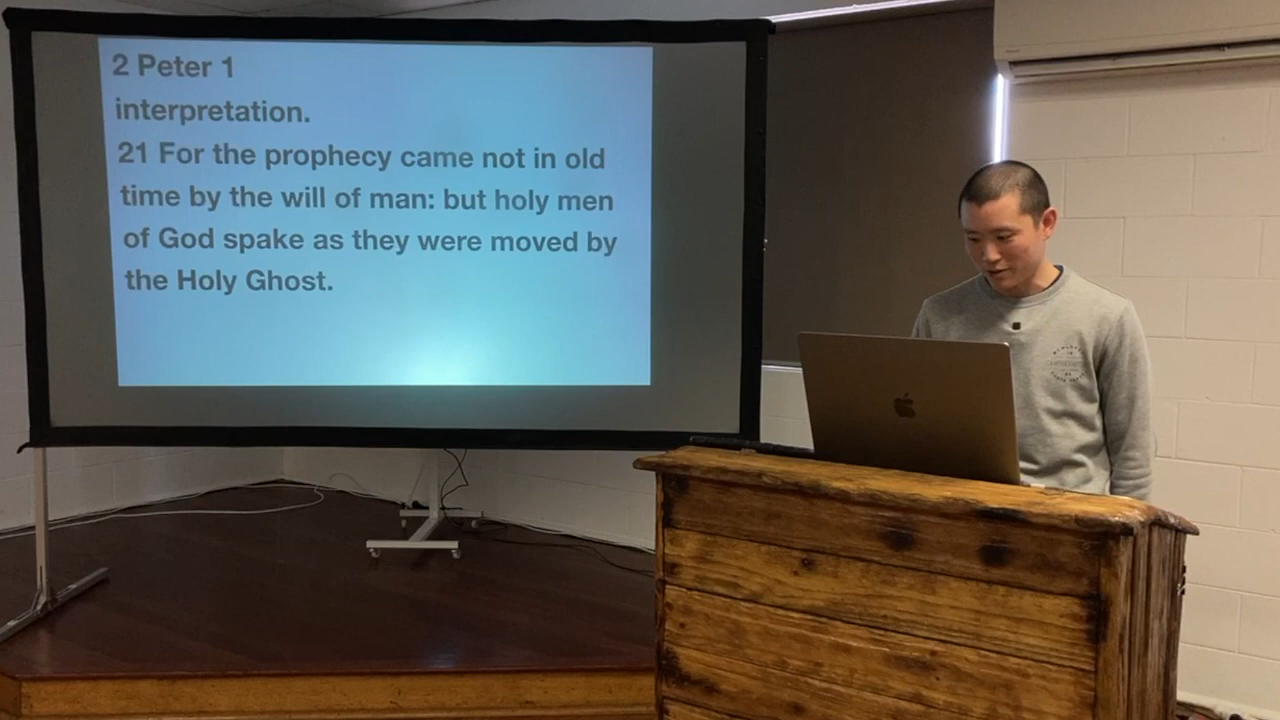 2 Peter 1
interpretation.
21 For the prophecy came not in old
time by the will of man: but holy men
of God spake as they were moved by
the Holy Ghost.